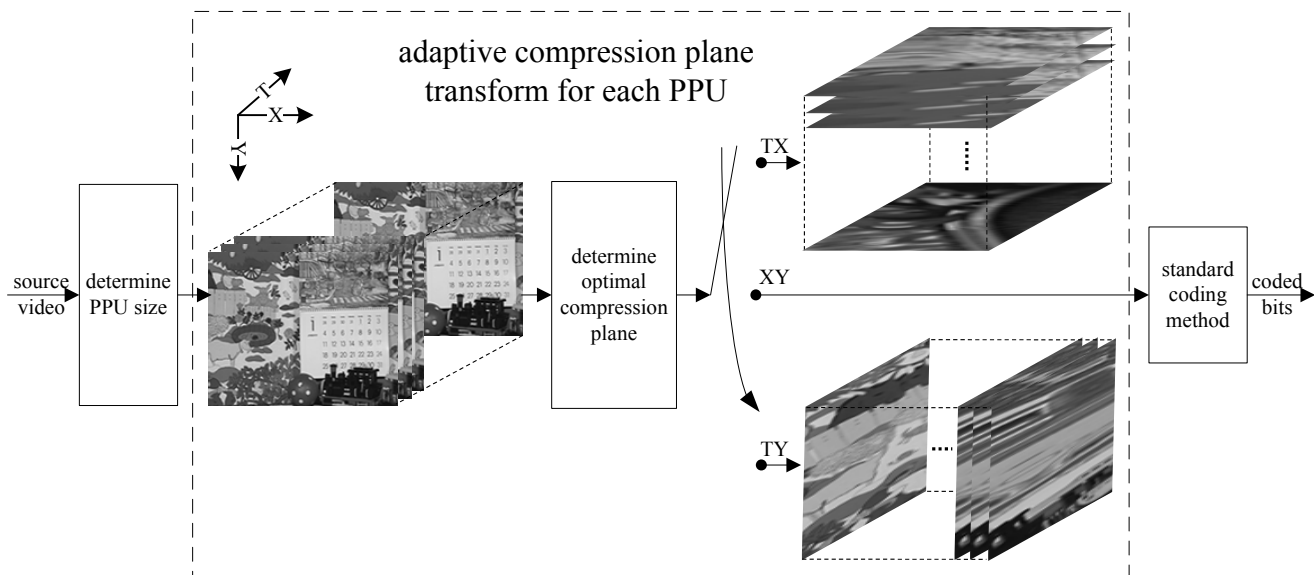 adaptive compression plane
transform for each PPU
T
X
Y
source
video
determine
PPU size
determine
optimal
compression
plane
TX
XY
TY
standard
coding
method
coded
bits